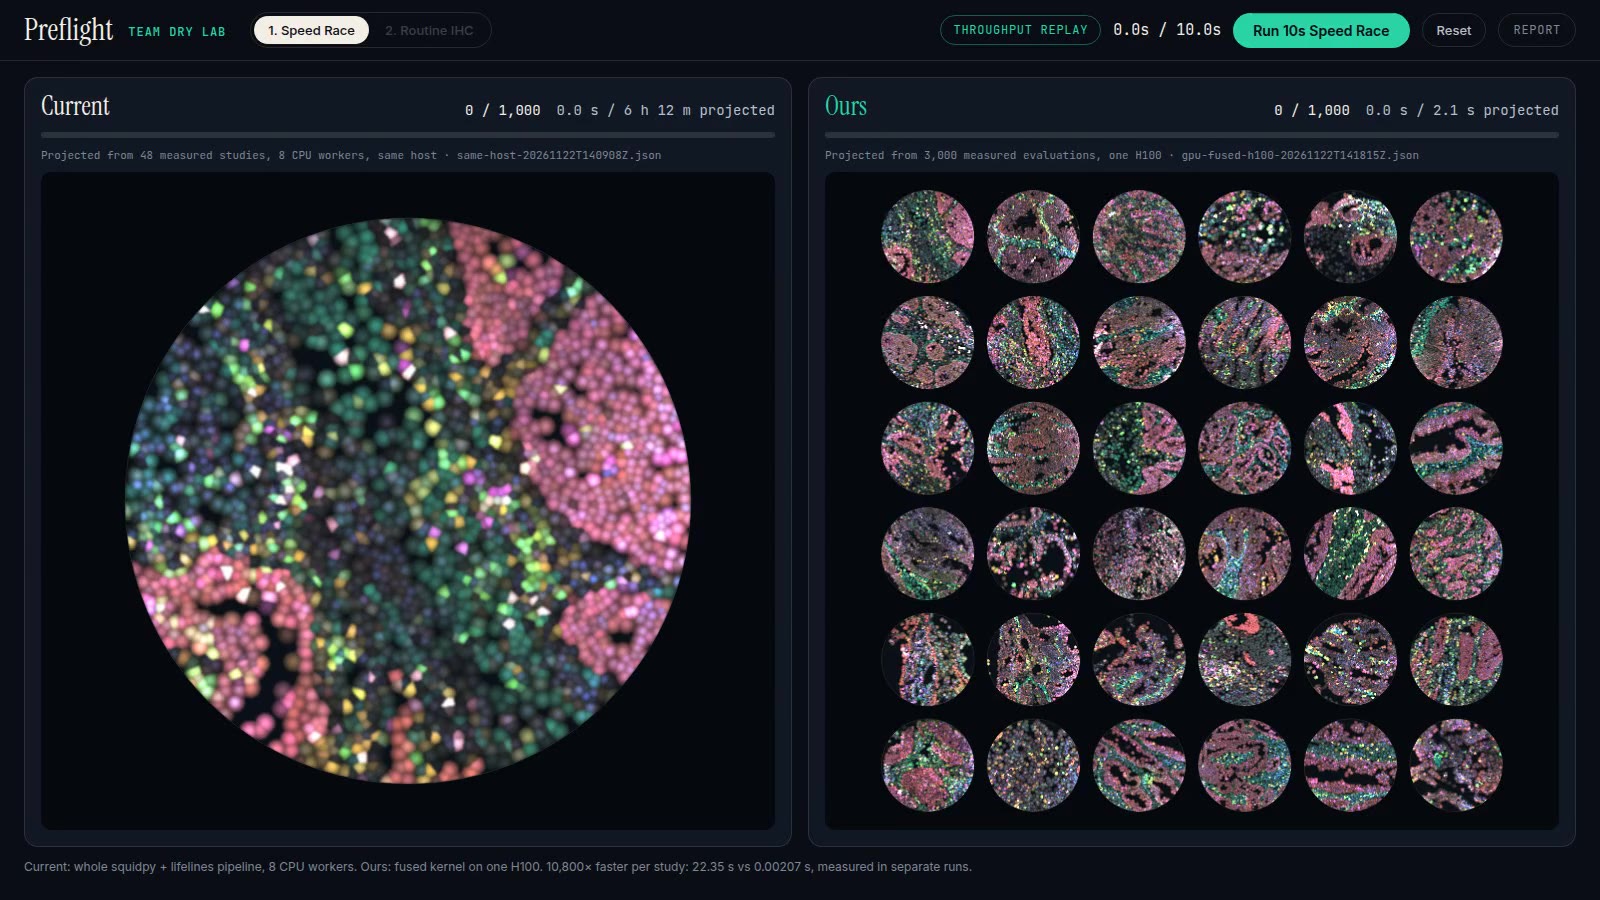 Preflight TEAM DRY LAB 1. Speed Race 2. Routine IHC THROUGHPUT REPLAY 0.0s / 10.0s Run 10s Speed Race Reset REPORT
Current 0 / 1,000 0.0 s / 6 h 12 m projected
Projected from 48 measured studies, 8 CPU workers, same host · same-host-20261122T140908Z.json
Ours 0 / 1,000 0.0 s / 2.1 s projected
Projected from 3,000 measured evaluations, one H100 · gpu-fused-h100-20261122T141815Z.json
Current: whole squidpy + lifelines pipeline, 8 CPU workers. Ours: fused kernel on one H100. 10,800× faster per study: 22.35 s vs 0.00207 s, measured in separate runs.